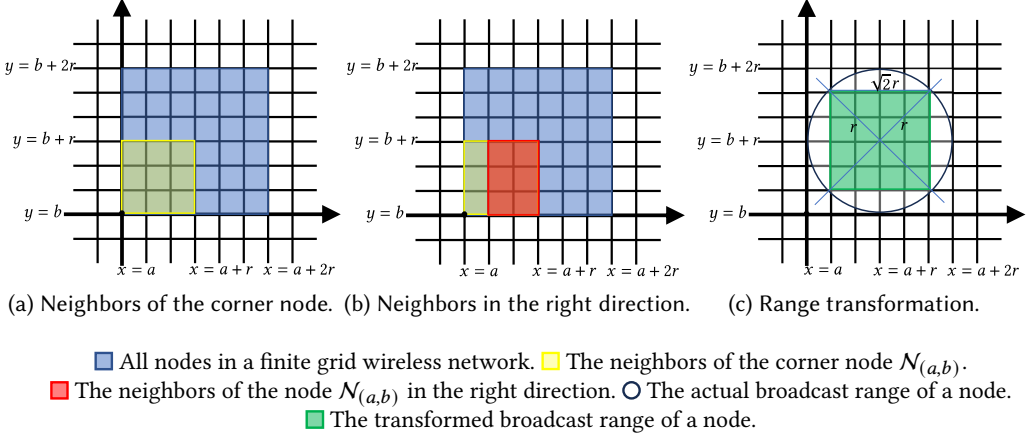 y = b + 2r
y = b + r
y = b
x = a
x = a + r
x = a + 2r
(a) Neighbors of the corner node.
y = b + 2r
y = b + r
y = b
x = a
x = a + r
x = a + 2r
(b) Neighbors in the right direction.
y = b + 2r
√2r
r
r
y = b + r
y = b
x = a
x = a + r
x = a + 2r
(c) Range transformation.
All nodes in a finite grid wireless network. The neighbors of the corner node N(a,b).
The neighbors of the node N(a,b) in the right direction. The actual broadcast range of a node.
The transformed broadcast range of a node.